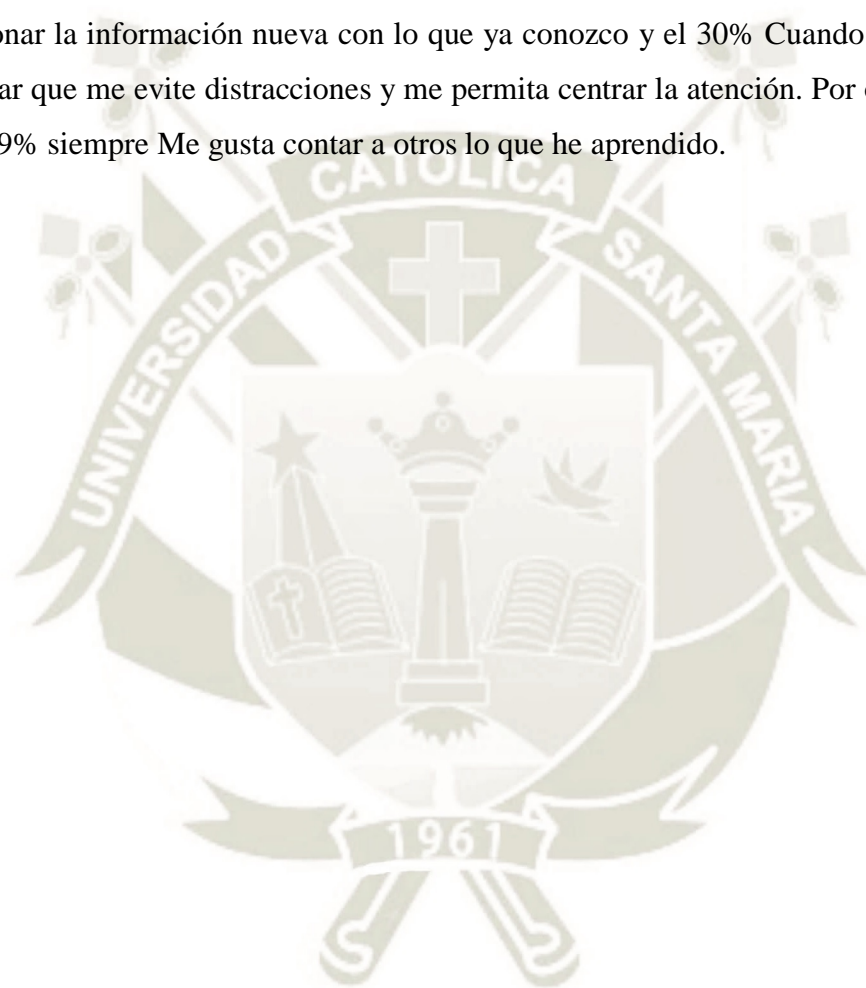 onar la información nueva con lo que ya conozco y el 30% Cuando
ar que me evite distracciones y me permita centrar la atención. Por
9% siempre Me gusta contar a otros lo que he aprendido.
UNIVERSIDAD CATOLICA SANTA MARIA
1961